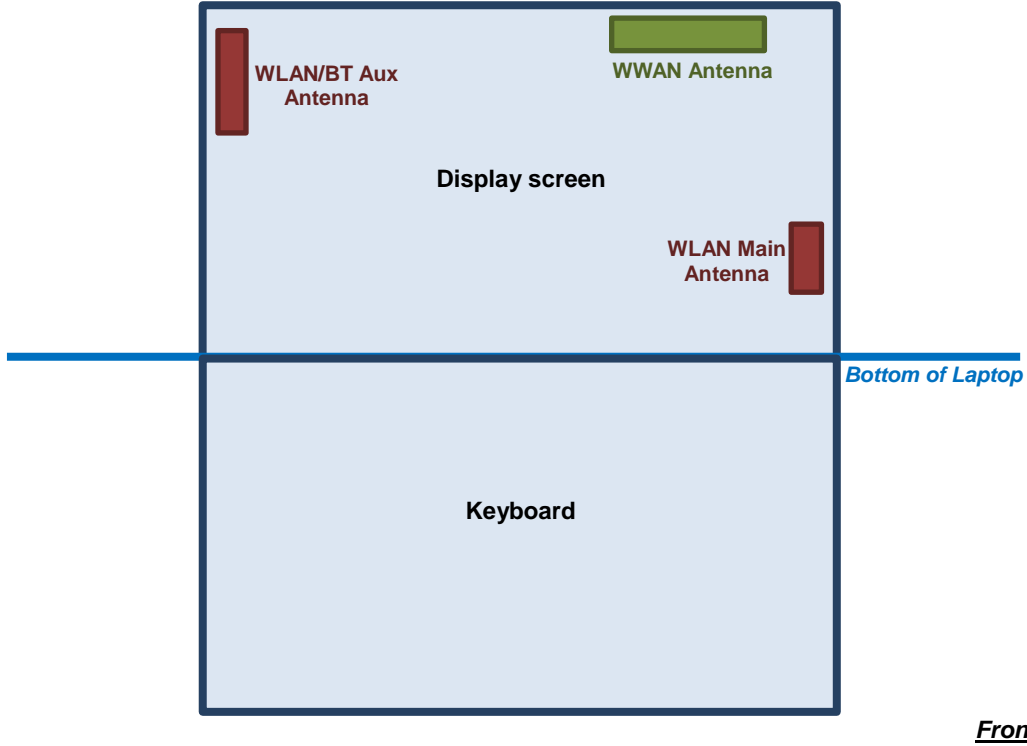 WLAN/BT Aux
Antenna
WWAN Antenna
Display screen
WLAN Main
Antenna
Bottom of Laptop
Keyboard
Fron